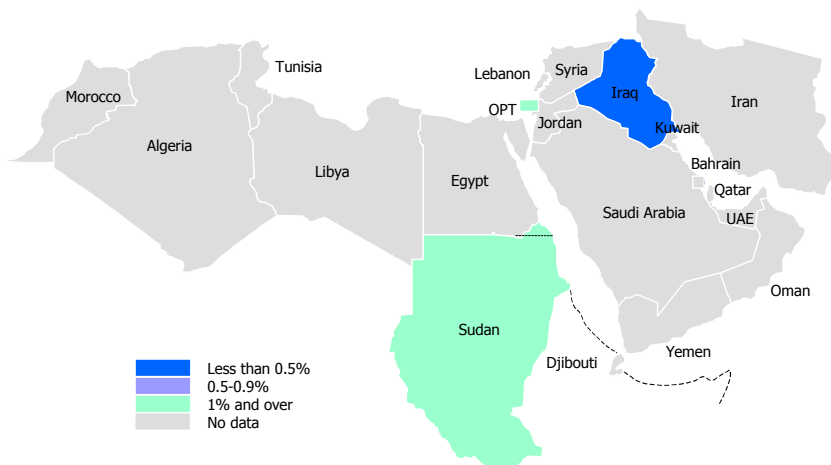 Tunisia
Lebanon
Syria
Morocco
Iraq
Iran
OPT
Jordan
Kuwait
Algeria
Bahrain
Libya
Egypt
Qatar
Saudi Arabia
UAE
Oman
Sudan
Yemen
Djibouti
Less than 0.5%
0.5-0.9%
1% and over
No data